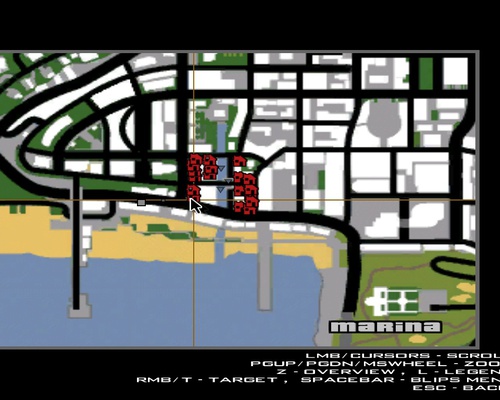 MARINA
LMB/CURSORS - SCROL
PGUP/PGDN/MSWHEEL - ZOO
Z - OVERVIEW, L - LEGEN
RMB/T - TARGET, SPACEBAR - BLIPS MEN
ESC - BAC